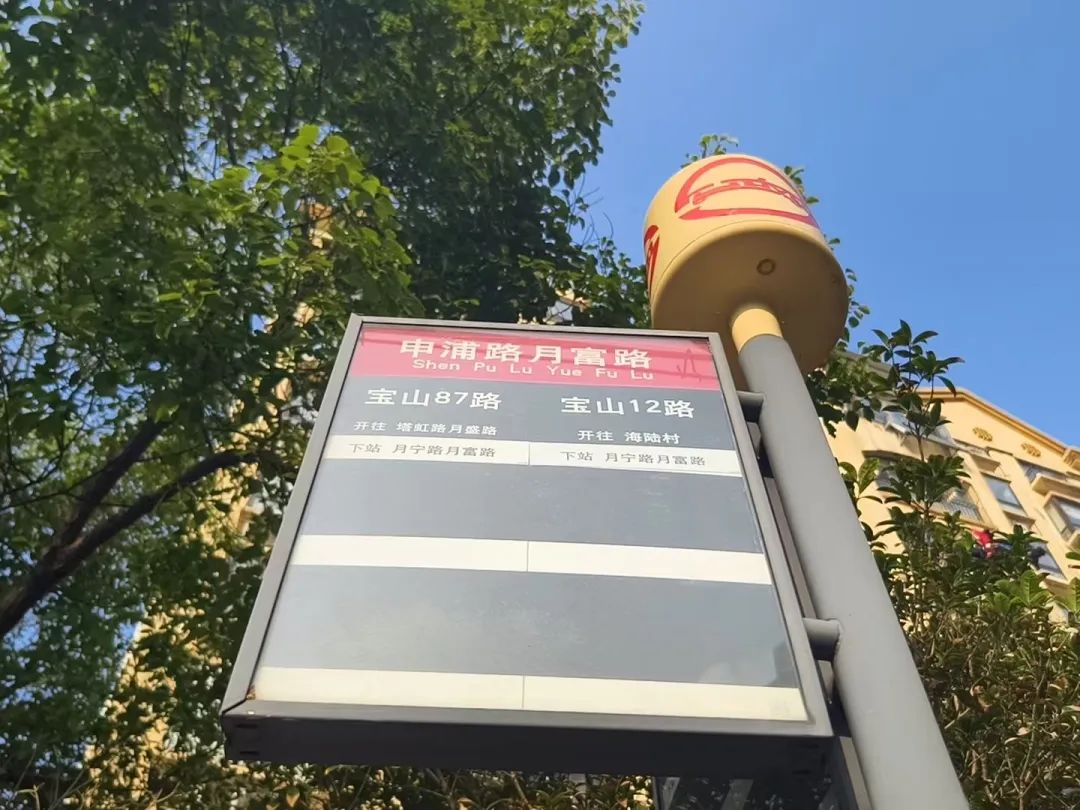 申浦路月富路
Shen Pu Lu Yue Fu Lu
宝山87路
开往 塔虹路月盛路
下站 月宁路月富路
宝山12路
开往 海陆村
下站 月宁路月富路